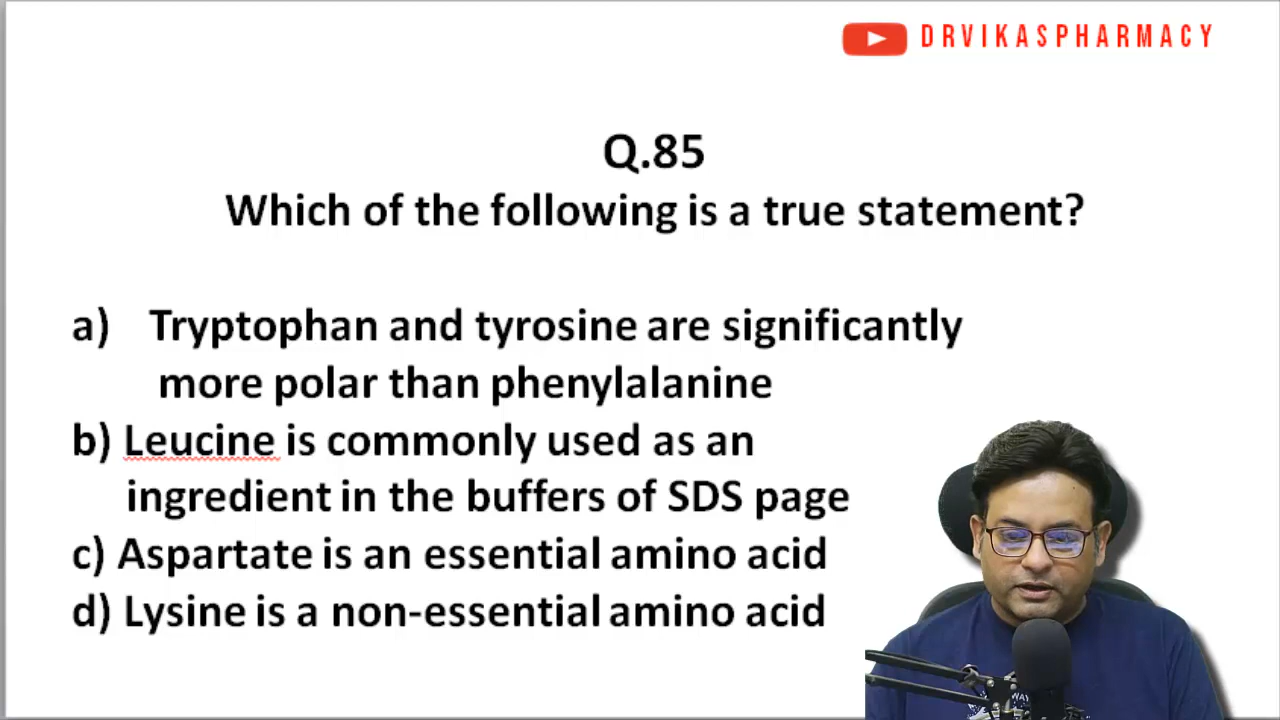 DRVIKASPHARMACY
Q.85
Which of the following is a true statement?
a) Tryptophan and tyrosine are significantly
more polar than phenylalanine
b) Leucine is commonly used as an
ingredient in the buffers of SDS page
c) Aspartate is an essential amino acid
d) Lysine is a non-essential amino acid